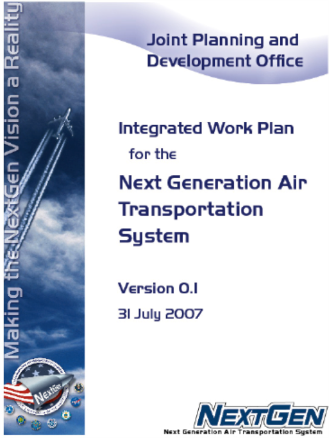 Joint Planning and
Development Office
Integrated Work Plan
for the
Next Generation Air
Transportation
System
Version 0.1
31 July 2007
Making the NextGen Vision a Reality
NextGen
NEXTGEN
Next Generation Air Transportation System